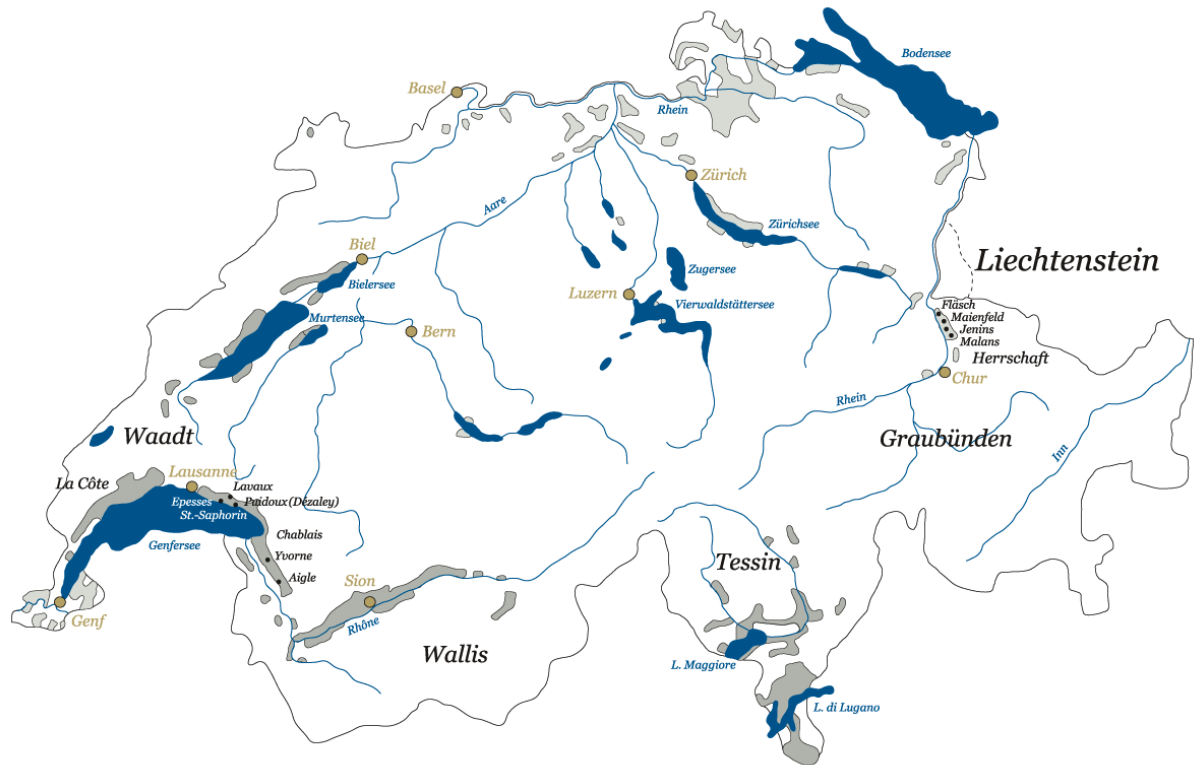 Bodensee
Basel
Rhein
Zürich
Aare
Zürichsee
Biel
Liechtenstein
Bielersee
Zugersee
Luzern
Vierwaldstättersee
Murtensee
Bern
Fläsch
Maienfeld
Jenins
Malans
Herrschaft
Chur
Rhein
Waadt
Graubünden
Inn
Lausanne
La Côte
Lavaux
Epesses
Paidoux (Dézaley)
St.-Saphorin
Chablais
Genfersee
Yvorne
Tessin
Aigle
Sion
Genf
Rhône
Wallis
L. Maggiore
L. di Lugano